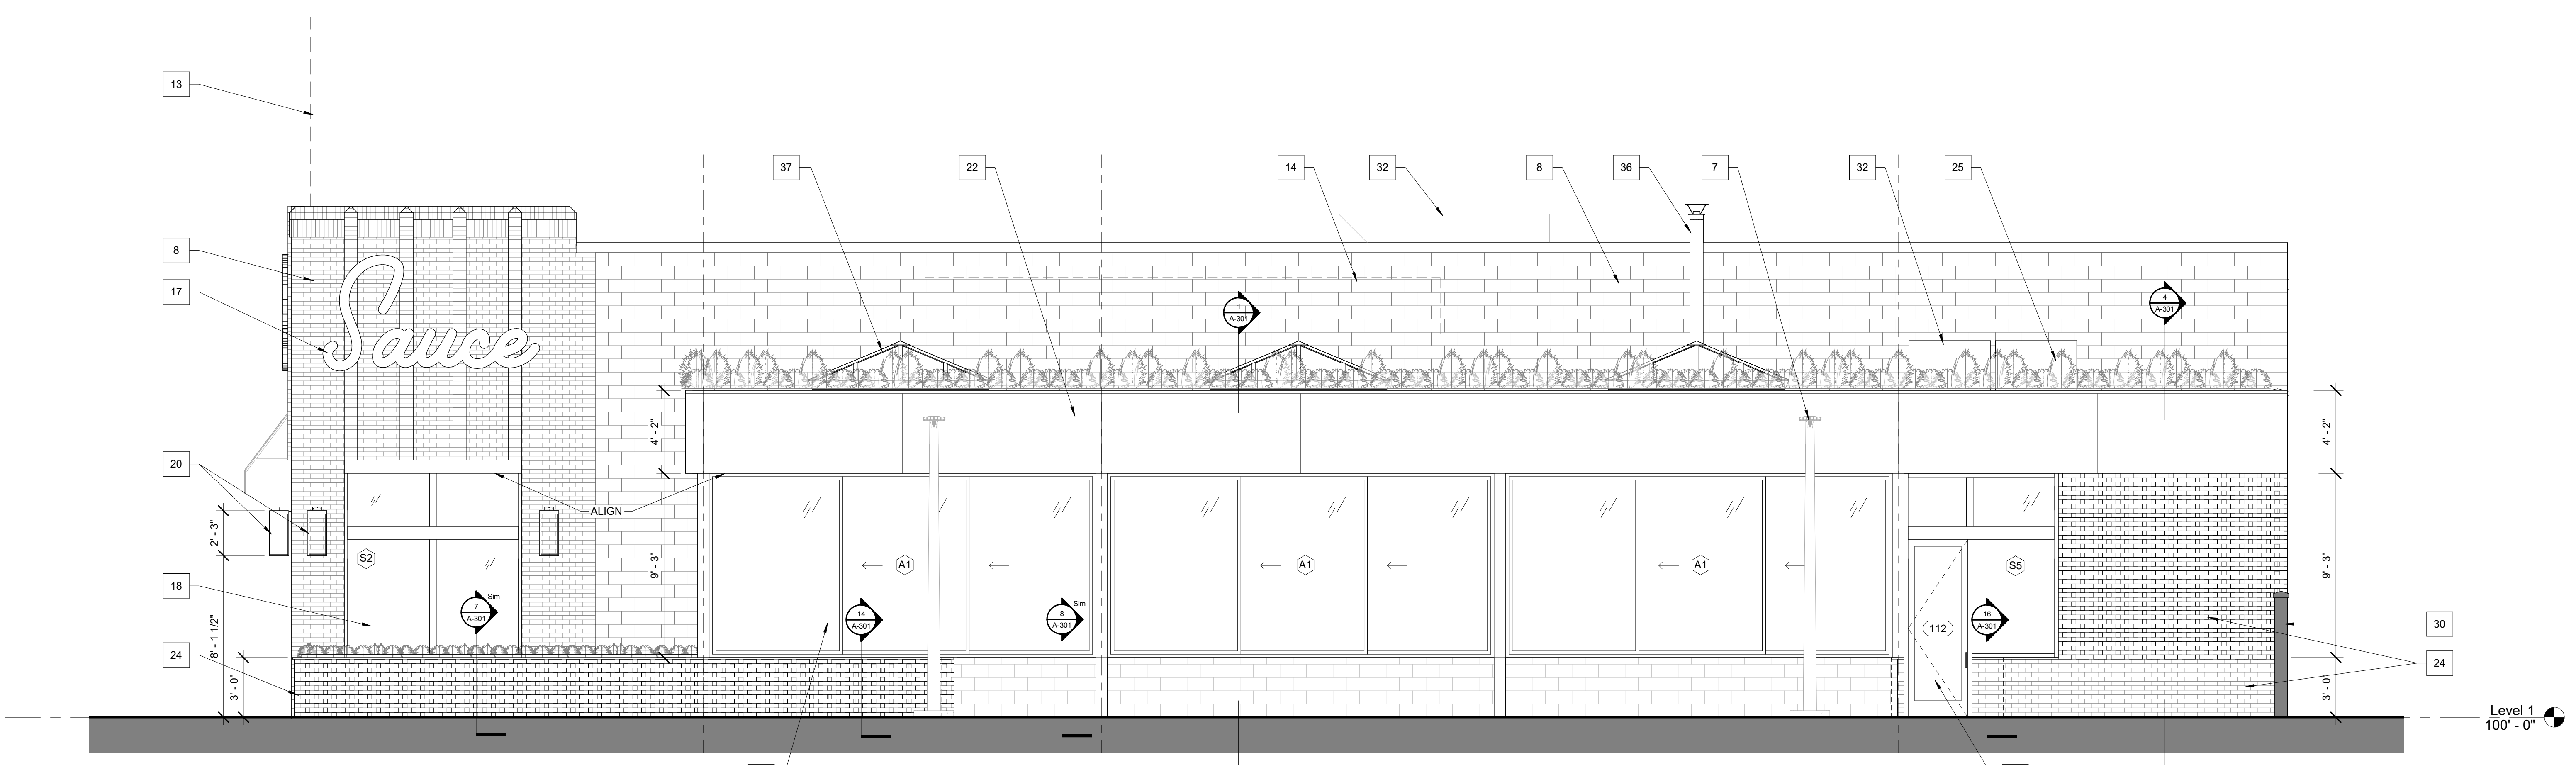 13
37
22
14
32
8
36
7
32
25
8
17
Sauce
1
A-301
4
A-301
4' - 2"
4' - 2"
20
ALIGN
2' - 3"
9' - 3"
9' - 3"
S2
A1
A1
A1
S5
18
7
A-301
Sim
14
A-301
8
A-301
Sim
112
16
A-301
30
8' - 1 1/2"
24
24
3' - 0"
3' - 0"
Level 1
100' - 0"